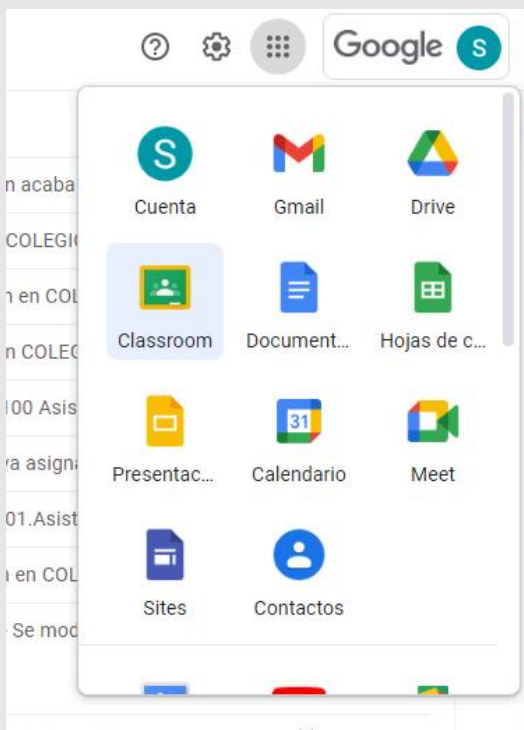 Google S
S
Cuenta Gmail Drive
Classroom Document... Hojas de c...
31
Presentac... Calendario Meet
Sites Contactos
n acaba
COLEGI
n en COL
n COLEG
100 Asis
va asigna
01.Asist
n en COL
Se mod